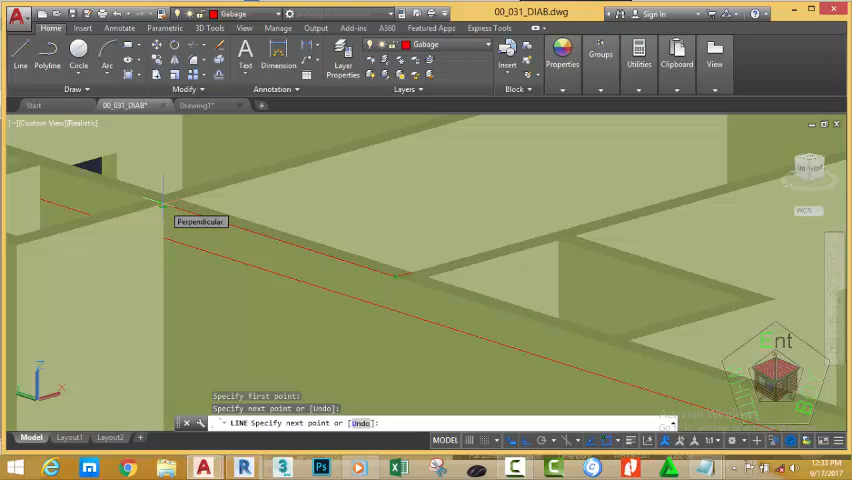 Gabage
00_031_DIAB.dwg
Sign In
Home Insert Annotate Parametric 3D Tools View Manage Output Add-ins A360 Featured Apps Express Tools
Gabage
Line Polyline Circle Arc Text Dimension Layer Properties Insert Properties Groups Utilities Clipboard View
Draw Modify Annotation Layers Block
Start 00_031_DIAB* Drawing1*
[−][Custom View][Realistic]
WCS
Perpendicular
Z
X
Ent
Specify first point:
Specify next point or [Undo]:
LINE Specify next point or [Undo]:
Model Layout1 Layout2 MODEL 1:1
12:33 PM
9/17/2017